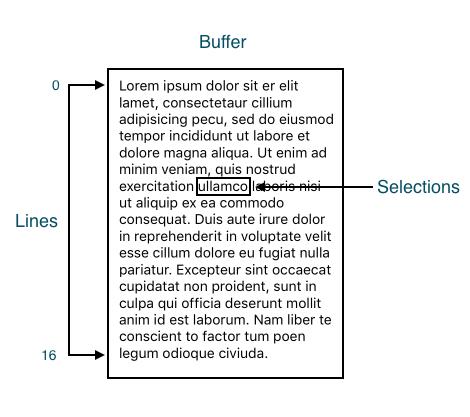 Buffer
0
Lorem ipsum dolor sit er elit
lamet, consectetaur cillium
adipisicing pecu, sed do eiusmod
tempor incididunt ut labore et
dolore magna aliqua. Ut enim ad
minim veniam, quis nostrud
exercitation ullamco laboris nisi
Selections
ut aliquip ex ea commodo
consequat. Duis aute irure dolor
Lines
in reprehenderit in voluptate velit
esse cillum dolore eu fugiat nulla
pariatur. Excepteur sint occaecat
cupidatat non proident, sunt in
culpa qui officia deserunt mollit
anim id est laborum. Nam liber te
conscient to factor tum poen
16
legum odioque civiuda.